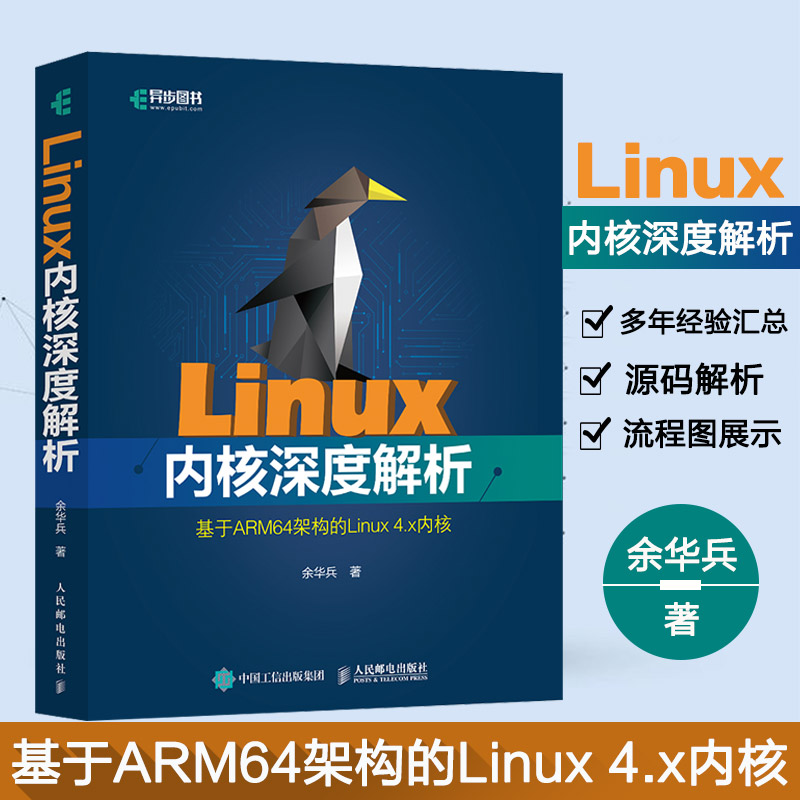 异步图书
www.epubit.com
Linux内核深度解析
余华兵 著
人民邮电出版社
Linux
内核深度解析
基于ARM64架构的Linux 4.x内核
余华兵 著
中国工信出版集团
人民邮电出版社
POSTS & TELECOM PRESS
Linux
内核深度解析
多年经验汇总
源码解析
流程图展示
余华兵
著
基于ARM64架构的Linux 4.x内核